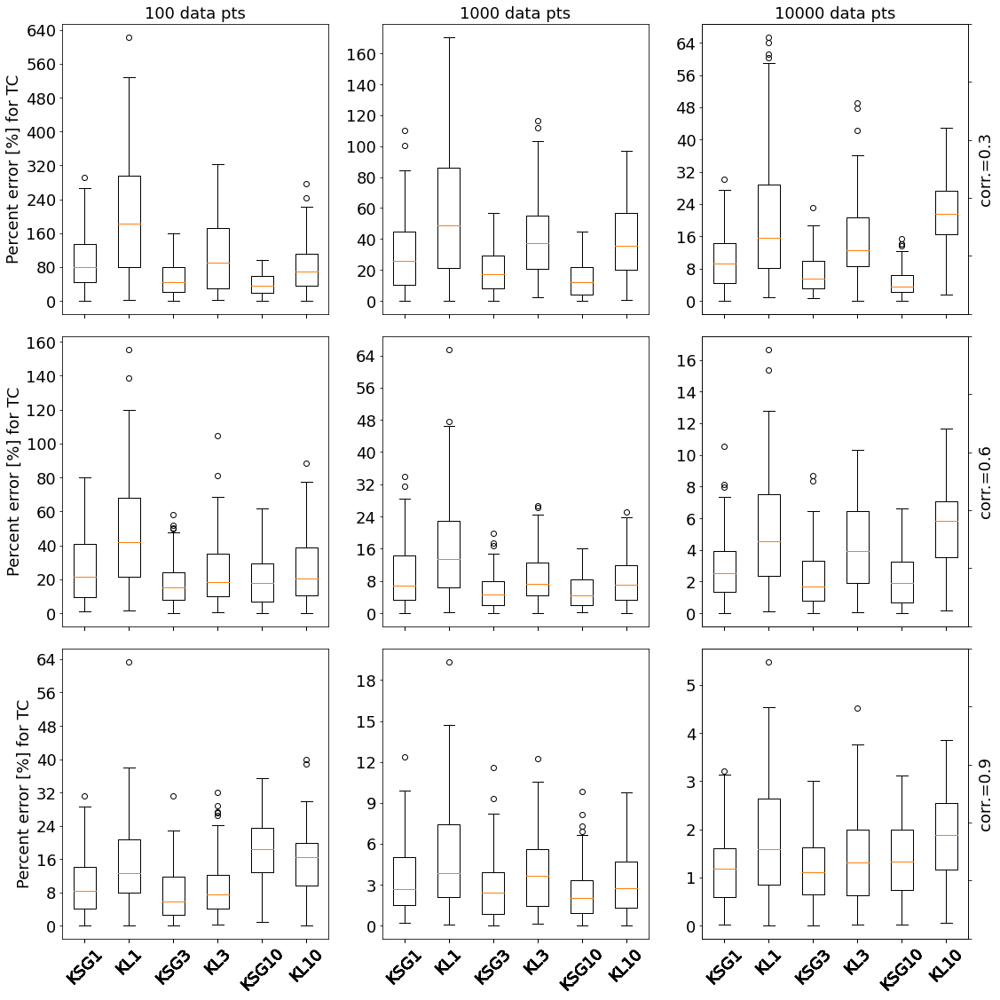 100 data pts
1000 data pts
10000 data pts
Percent error [%] for TC
640
560
480
400
320
240
160
80
0
160
140
120
100
80
60
40
20
0
64
56
48
40
32
24
16
8
0
corr.=0.3
Percent error [%] for TC
160
140
120
100
80
60
40
20
0
64
56
48
40
32
24
16
8
0
16
14
12
10
8
6
4
2
0
corr.=0.6
Percent error [%] for TC
64
56
48
40
32
24
16
8
0
18
15
12
9
6
3
0
5
4
3
2
1
0
corr.=0.9
KSG1
KL1
KSG3
KL3
KSG10
KL10
KSG1
KL1
KSG3
KL3
KSG10
KL10
KSG1
KL1
KSG3
KL3
KSG10
KL10